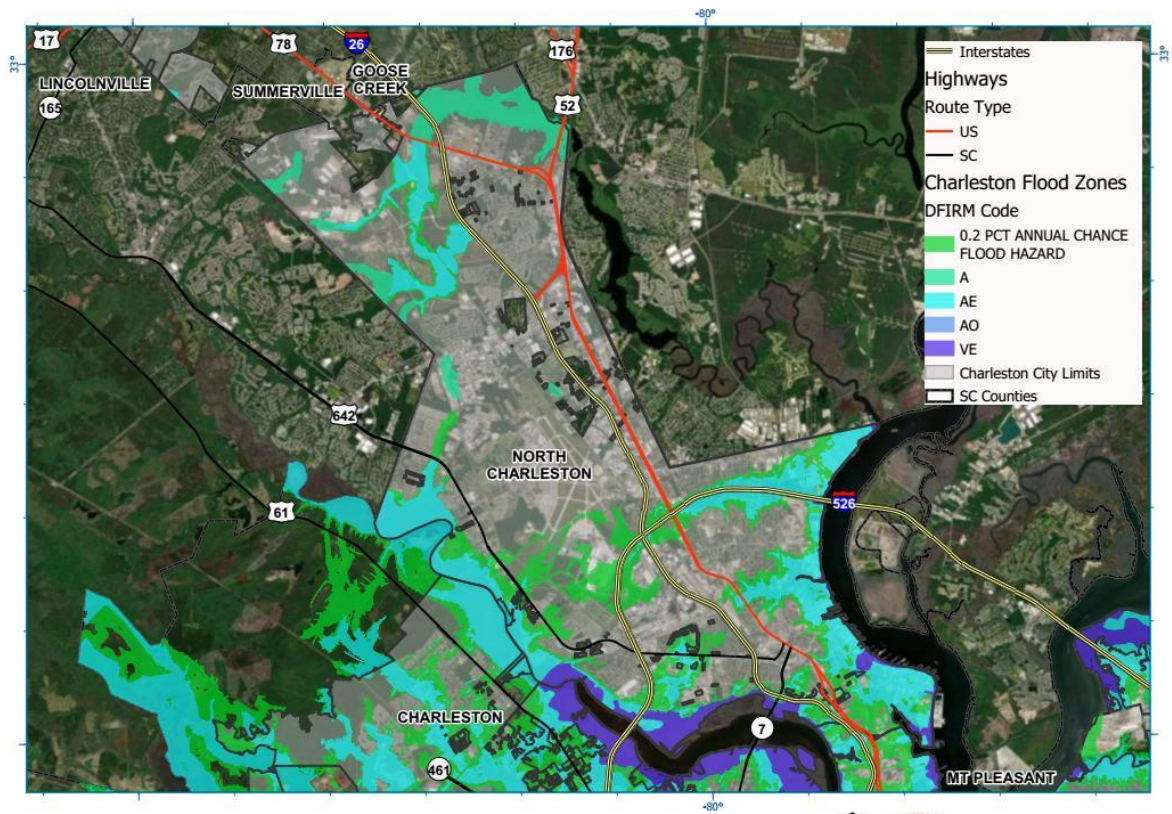 -80°
33°
33°
17
78
26
176
GOOSE
CREEK
LINCOLNVILLE
SUMMERVILLE
165
52
Interstates
Highways
Route Type
US
SC
Charleston Flood Zones
DFIRM Code
0.2 PCT ANNUAL CHANCE
FLOOD HAZARD
A
AE
AO
VE
Charleston City Limits
SC Counties
642
NORTH
CHARLESTON
61
526
CHARLESTON
7
461
MT PLEASANT
-80°